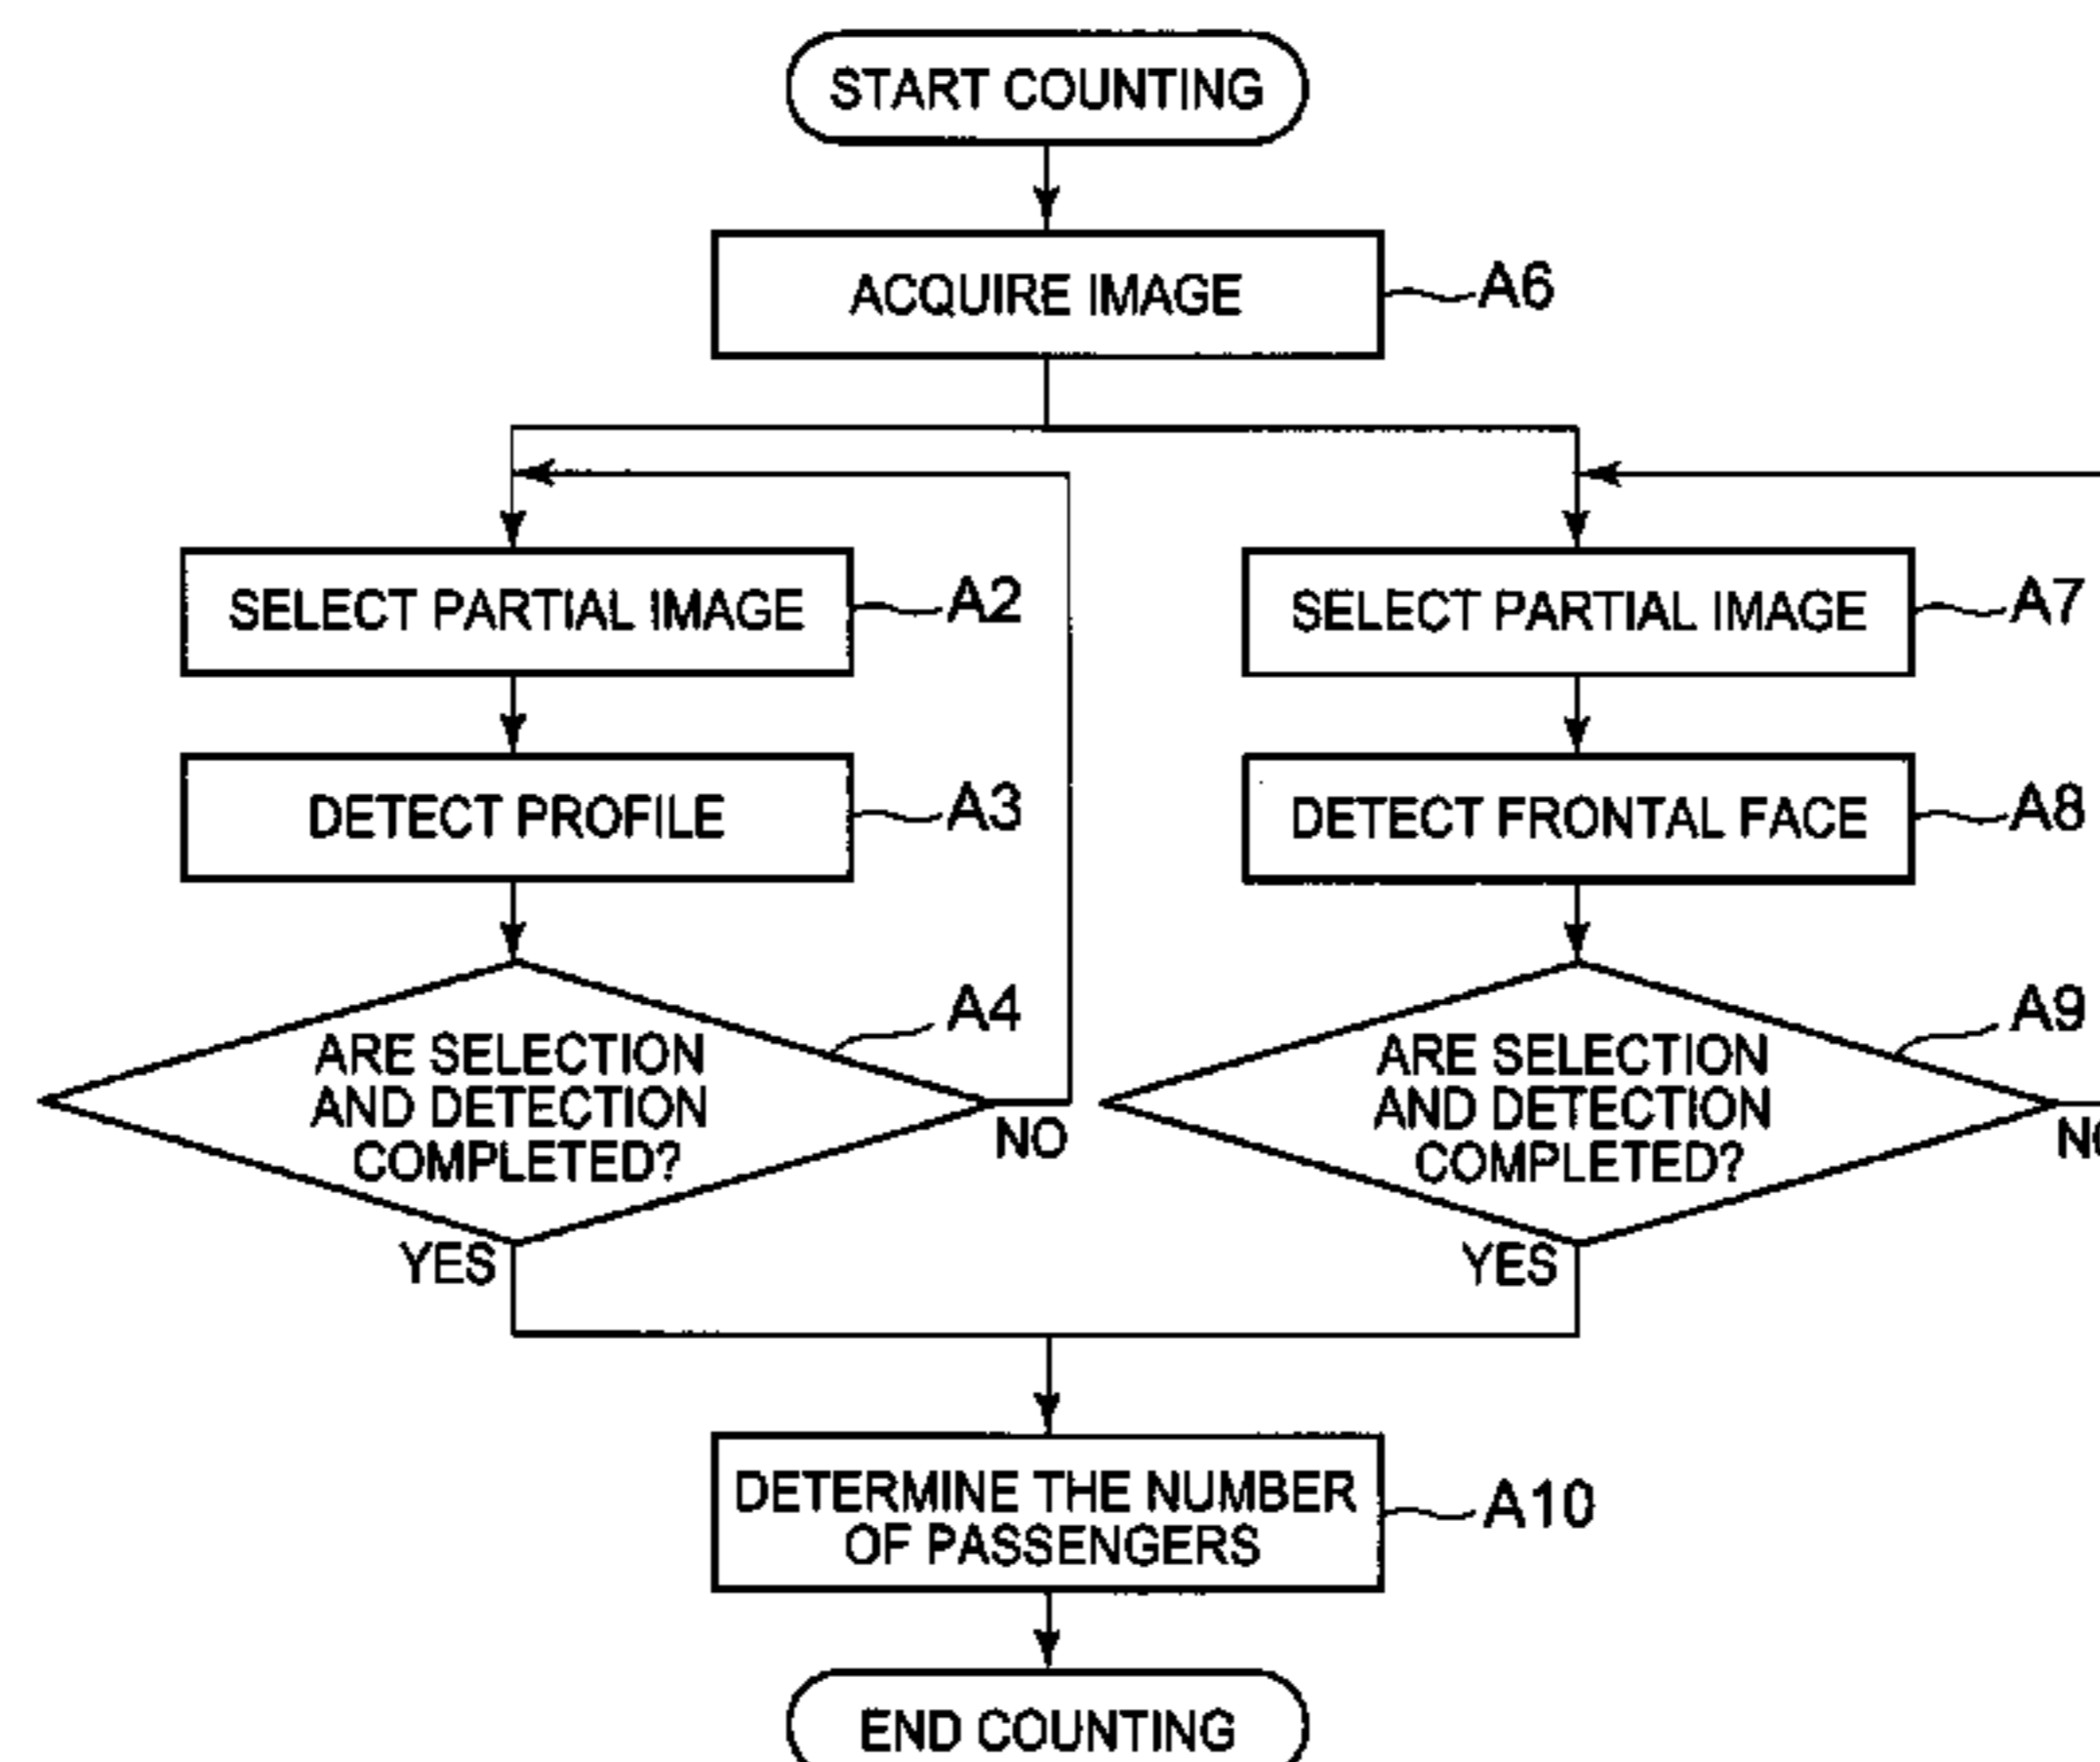 START COUNTING
ACQUIRE IMAGE
A6
SELECT PARTIAL IMAGE
A2
DETECT PROFILE
A3
ARE SELECTION
AND DETECTION
COMPLETED?
A4
NO
YES
SELECT PARTIAL IMAGE
A7
DETECT FRONTAL FACE
A8
ARE SELECTION
AND DETECTION
COMPLETED?
A9
YES
DETERMINE THE NUMBER
OF PASSENGERS
A10
END COUNTING